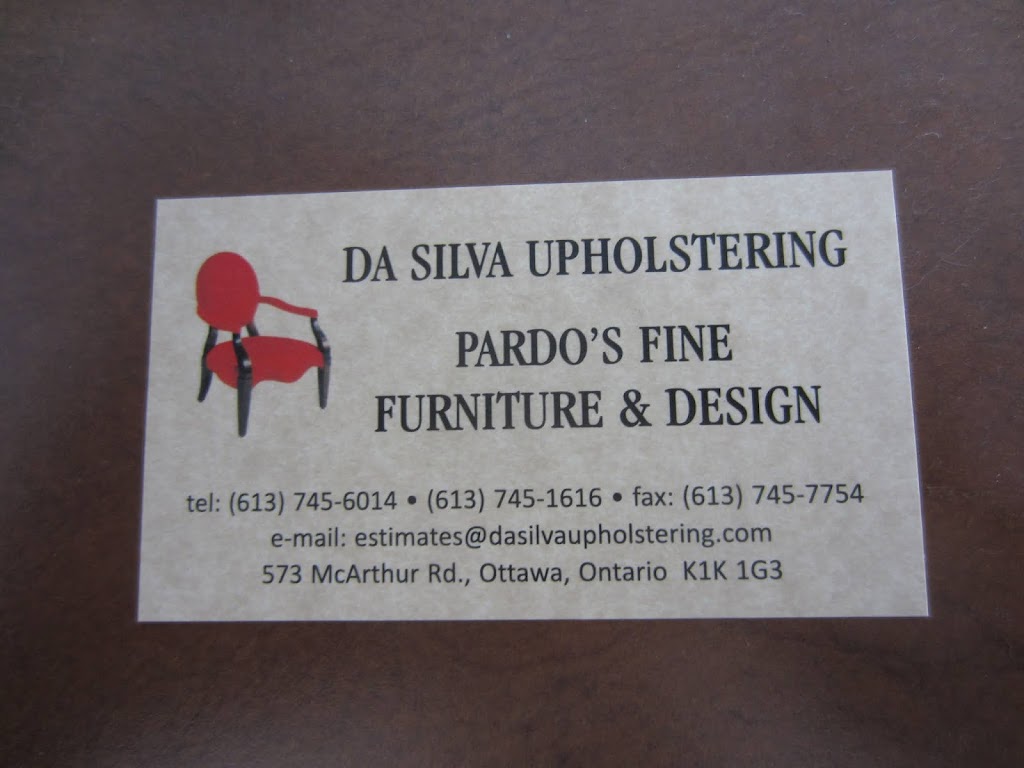 DA SILVA UPHOLSTERING
PARDO'S FINE
FURNITURE & DESIGN
tel: (613) 745-6014 • (613) 745-1616 • fax: (613) 745-7754
e-mail: estimates@dasilvaupholstering.com
573 McArthur Rd., Ottawa, Ontario K1K 1G3